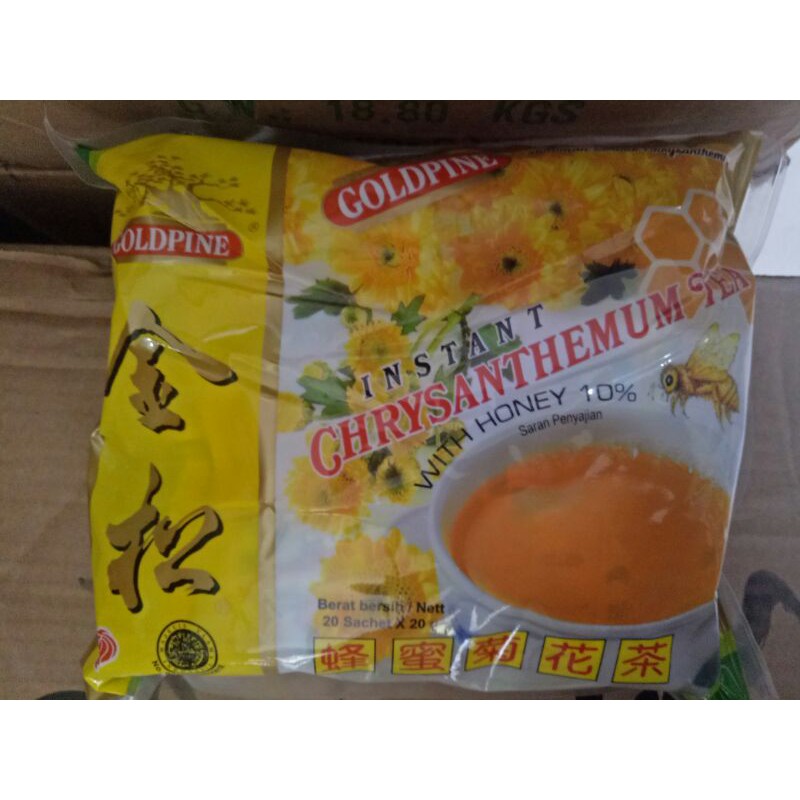 18.80 KGS
GOLDPINE
®
金松
GOLDPINE
INSTANT
CHRYSANTHEMUM TEA
WITH HONEY 10%
Saran Penyajian
Berat bersih / Nett
20 Sachet X 20
蜂蜜菊花茶